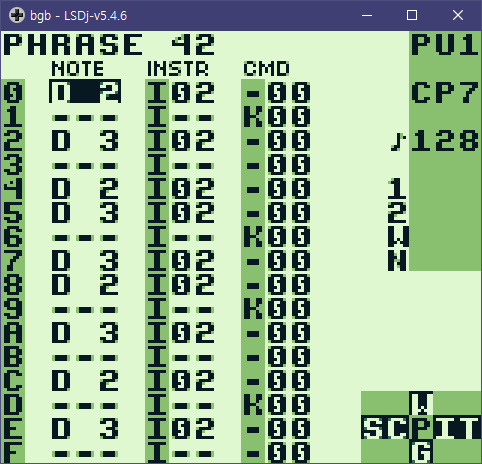 bgb - LSDj-v5.4.6
PHRASE 42 PU1
NOTE INSTR CMD
0 D 2 I02 -00 CP7
1 --- I-- K00
2 D 3 I02 -00 ♪128
3 --- I-- -00
4 D 2 I02 -00 1
5 D 3 I02 -00 2
6 --- I-- K00 W
7 D 3 I02 -00 N
8 D 2 I02 -00
9 --- I-- K00
A D 3 I02 -00
B --- I-- -00
C D 2 I02 -00
D --- I-- K00 W
E D 3 I02 -00 SCPIT
F --- I-- -00 G